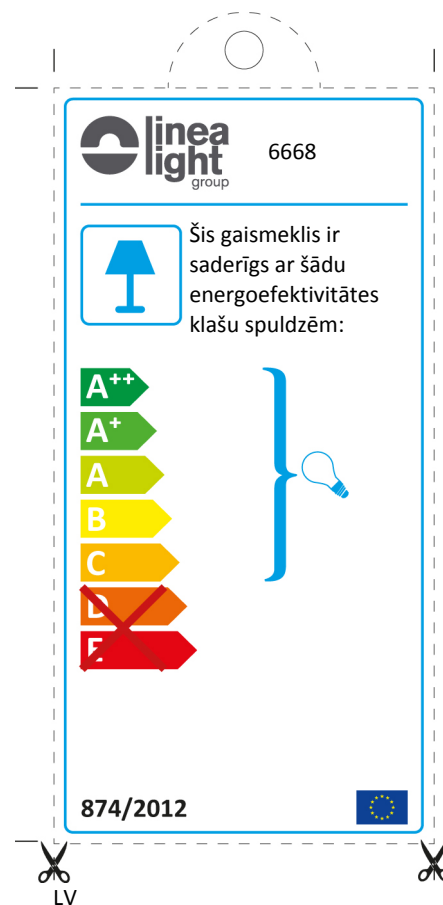 linea
light
group
6668
Šis gaismeklis ir
saderīgs ar šādu
energoefektivitātes
klašu spuldzēm:
A++
A+
A
B
C
D
E
874/2012
LV